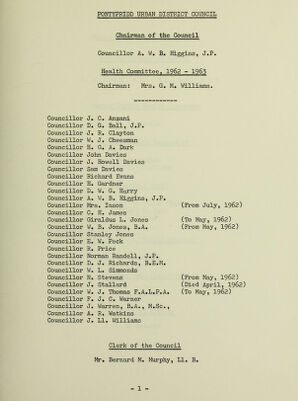 PONTYPRIDD URBAN DISTRICT COUNCIL
Chairman of the Council
Councillor A. W. B. Higgins, J.P.
Health Committee, 1962 - 1963
Chairman: Mrs. G. M. Williams.
------------
Councillor J. C. Anzani
Councillor D. G. Ball, J.P.
Councillor J. R. Clayton
Councillor W. J. Cheesman
Councillor H. G. A. Dark
Councillor John Davies
Councillor J. Howell Davies
Councillor Sam Davies
Councillor Richard Evans
Councillor H. Gardner
Councillor D. W. G. Harry
Councillor A. W. B. Higgins, J.P.
Councillor Mrs. Iason (From July, 1962)
Councillor C. E. James
Councillor Giraldus L. Jones (To May, 1962)
Councillor W. E. Jones, B.A. (From May, 1962)
Councillor Stanley Jones
Councillor E. W. Peck
Councillor R. Price
Councillor Norman Randell, J.P.
Councillor D. J. Richards, B.E.M.
Councillor W. L. Simmonds
Councillor N. Stevens (From May, 1962)
Councillor J. Stallard (Died April, 1962)
Councillor W. J. Thomas F.A.L.P.A. (To May, 1962)
Councillor F. J. C. Warner
Councillor J. Warren, B.A., M.Sc.,
Councillor A. R. Watkins
Councillor J. Ll. Williams
Clerk of the Council
Mr. Bernard M. Murphy, Ll. B.
- 1 -